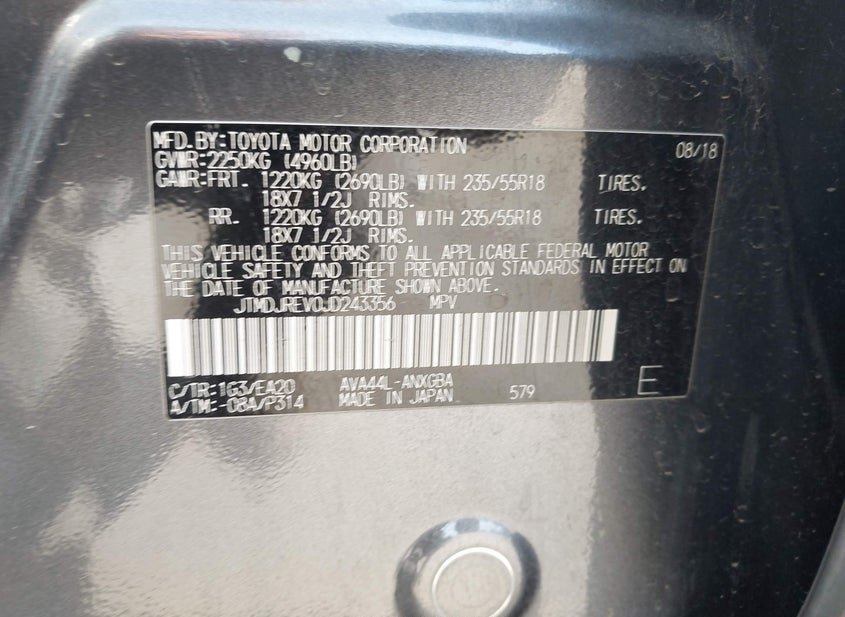 MFD.BY:TOYOTA MOTOR CORPORATION 08/18
GVWR:2250KG (4960LB)
GAWR:FRT. 1220KG (2690LB) WITH 235/55R18 TIRES.
18X7 1/2J RIMS.
RR. 1220KG (2690LB) WITH 235/55R18 TIRES.
18X7 1/2J RIMS.
THIS VEHICLE CONFORMS TO ALL APPLICABLE FEDERAL MOTOR
VEHICLE SAFETY AND THEFT PREVENTION STANDARDS IN EFFECT ON
THE DATE OF MANUFACTURE SHOWN ABOVE.
JTMDJREV0JD243356 MPV
C/TR:1G3/EA20 AVA44L-ANXGBA
A/TM:-08A/P314 MADE IN JAPAN 579 E